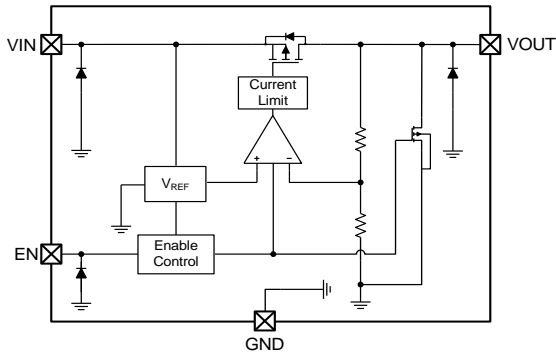 VIN
VOUT
Current
Limit
+ −
VREF
EN
Enable
Control
GND